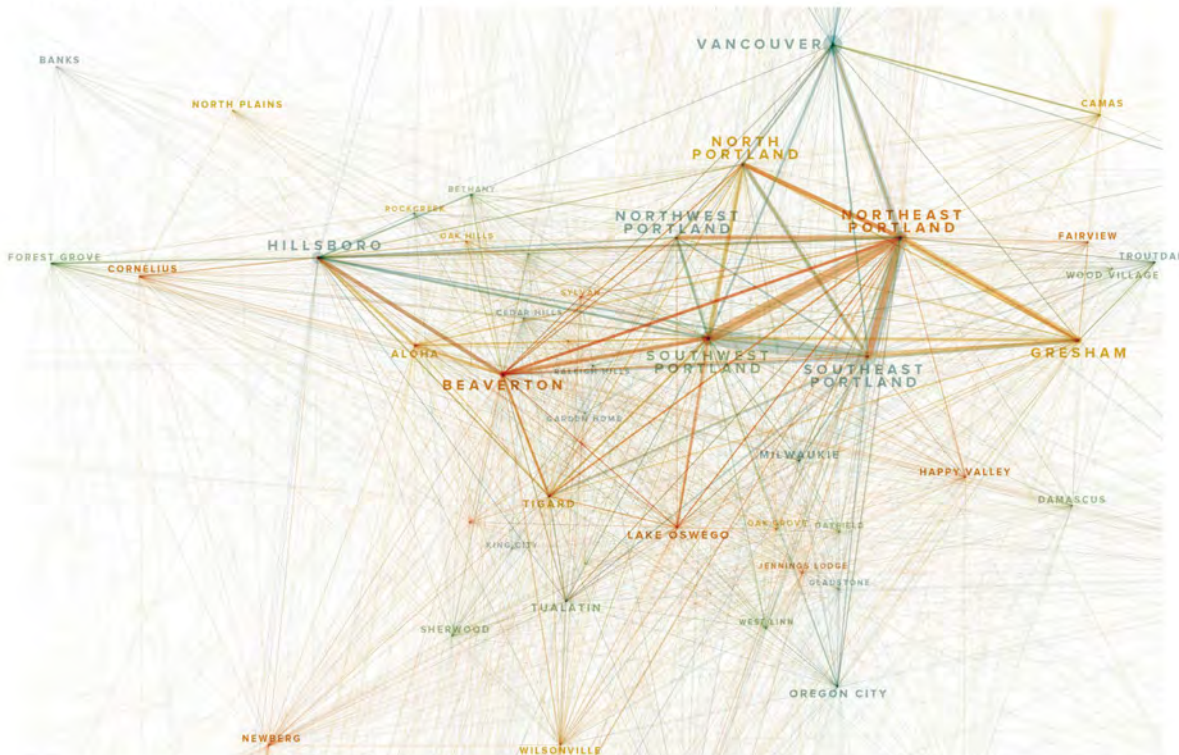 VANCOUVER
BANKS
NORTH PLAINS
CAMAS
NORTH
PORTLAND
BETHANY
ROCKCREEK
NORTHWEST
PORTLAND
NORTHEAST
PORTLAND
OAK HILLS
HILLSBORO
FAIRVIEW
FOREST GROVE
CORNELIUS
TROUTDA
WOOD VILLAGE
SYLVAN
CEDAR HILLS
ALOHA
SOUTHWEST
PORTLAND
SOUTHEAST
PORTLAND
GRESHAM
RALEIGH HILLS
BEAVERTON
GARDEN HOME
MILWAUKIE
HAPPY VALLEY
DAMASCUS
TIGARD
LAKE OSWEGO
OAK GROVE
OATFIELD
KING CITY
JENNINGS LODGE
GLADSTONE
TUALATIN
WEST LINN
SHERWOOD
OREGON CITY
NEWBERG
WILSONVILLE